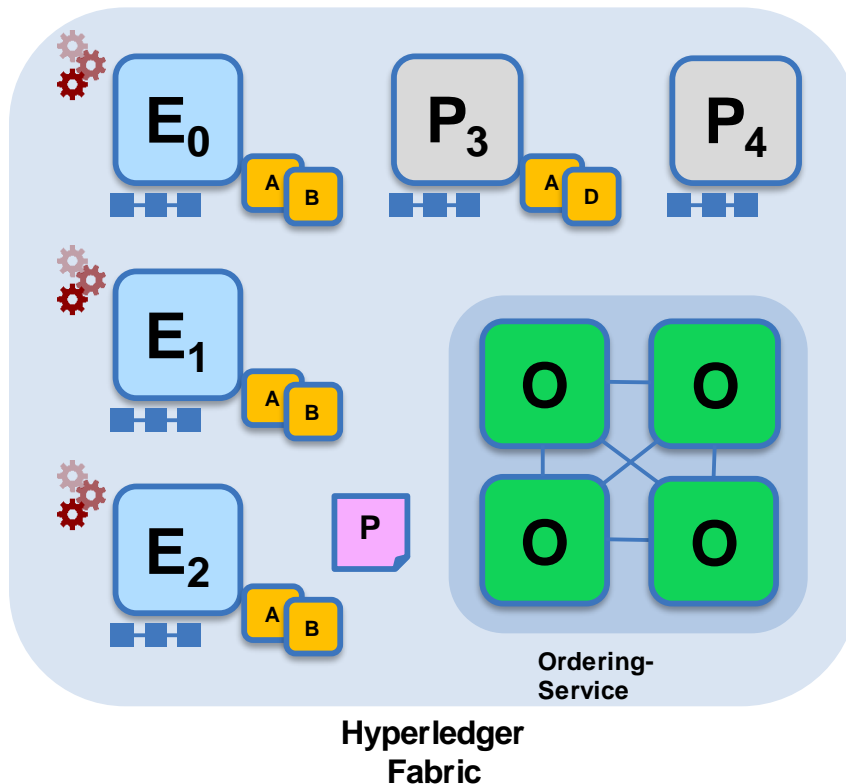 E0
A
B
P3
A
D
P4
E1
A
B
O
O
E2
A
B
P
O
O
Ordering-
Service
Hyperledger
Fabric